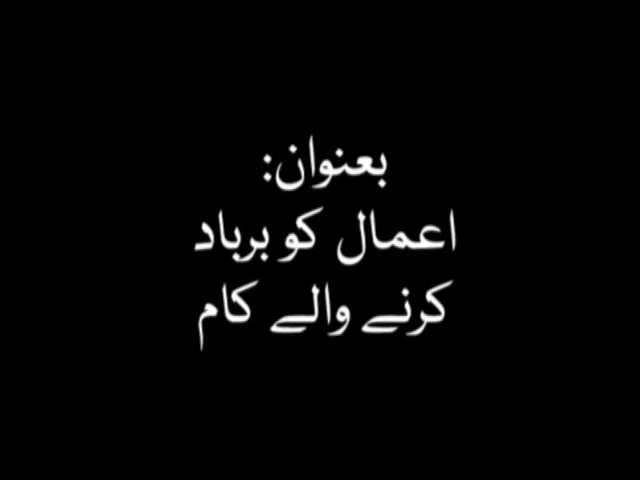 بعنوان:
اعمال کو برباد
کرنے والے کام